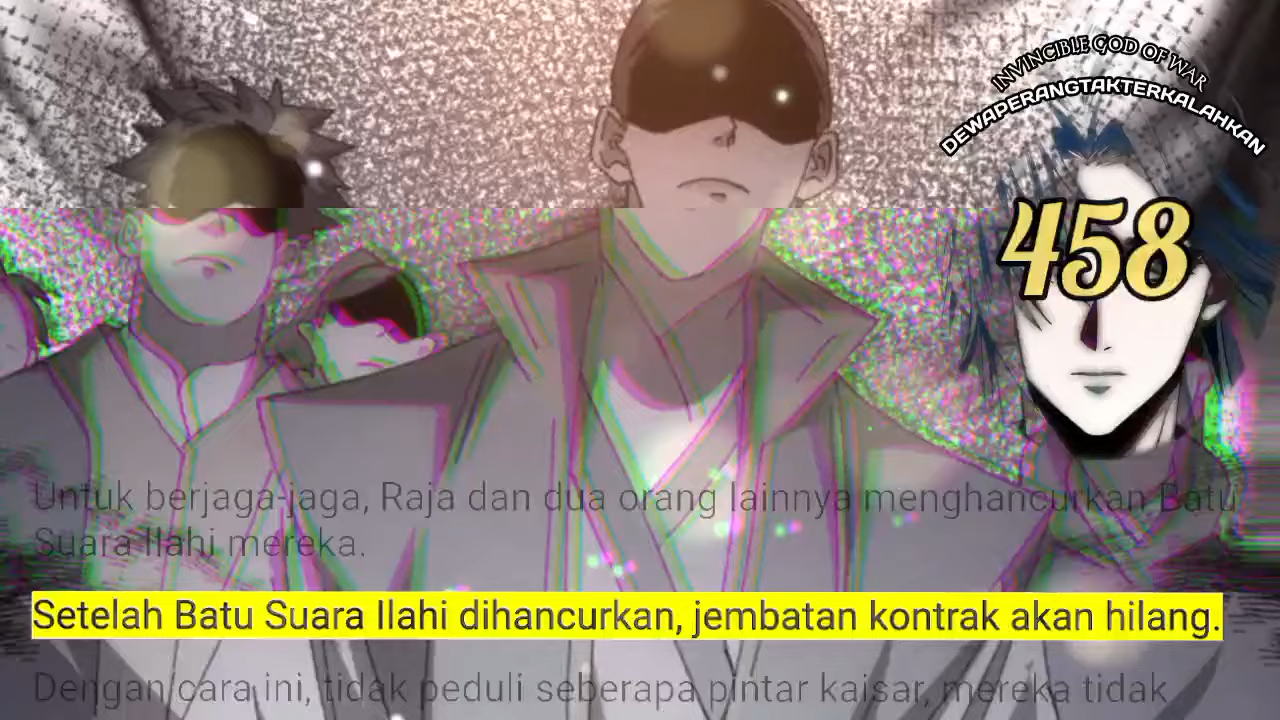 INVINCIBLE GOD OF WAR
DEWAPERANGTAKTERKALAHKAN
458
Untuk berjaga-jaga, Raja dan dua orang lainnya menghancurkan Batu
Suara Ilahi mereka.
Setelah Batu Suara Ilahi dihancurkan, jembatan kontrak akan hilang.
Dengan cara ini, tidak peduli seberapa pintar kaisar, mereka tidak